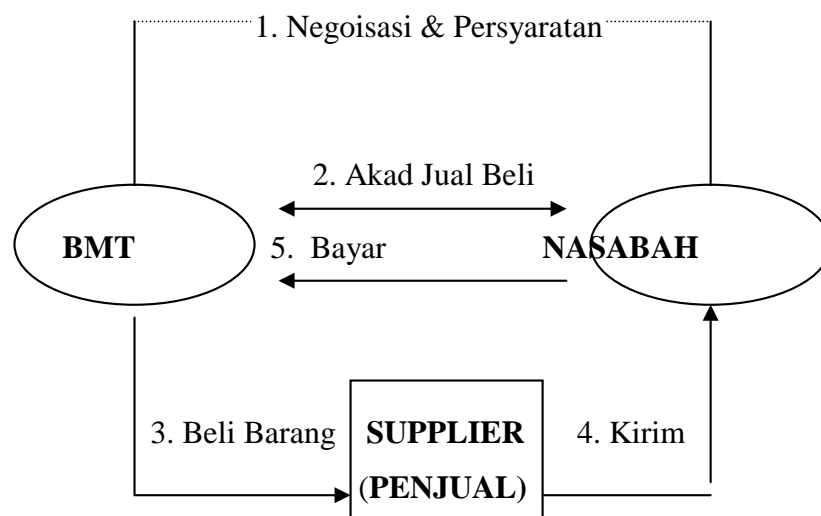 1. Negoisasi & Persyaratan
2. Akad Jual Beli
BMT
5. Bayar
NASABAH
3. Beli Barang
SUPPLIER
(PENJUAL)
4. Kirim